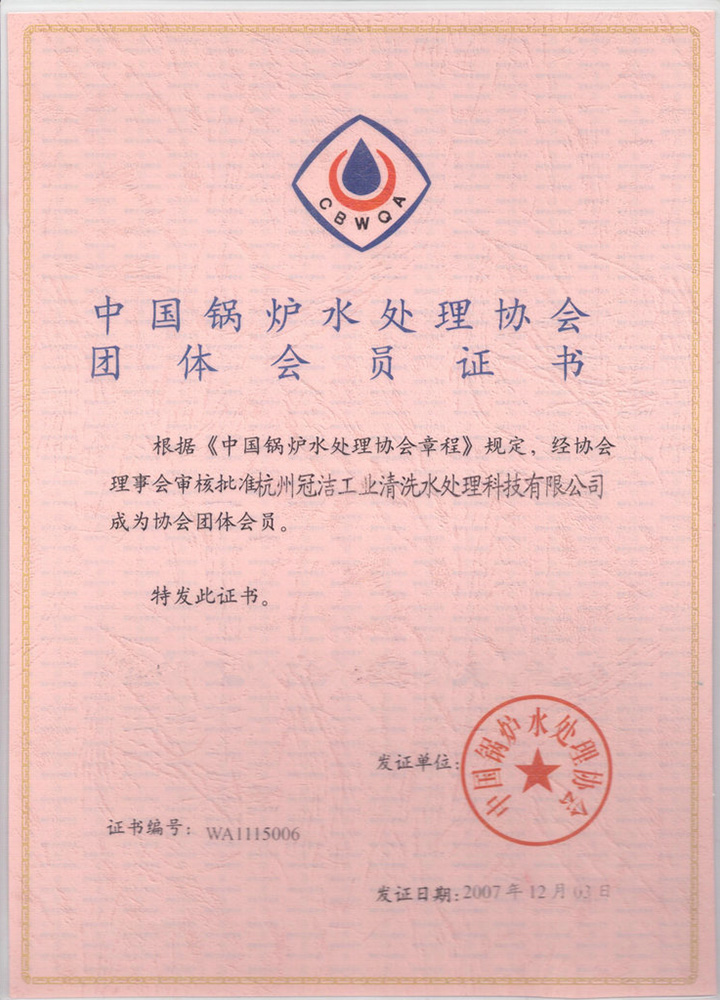 CBWQA
中国锅炉水处理协会
团体会员证书
根据《中国锅炉水处理协会章程》规定，经协会
理事会审核批准杭州冠洁工业清洗水处理科技有限公司
成为协会团体会员。
特发此证书。
发证单位：
中国锅炉水处理协会
证书编号：WA1115006
发证日期：2007年12月03日